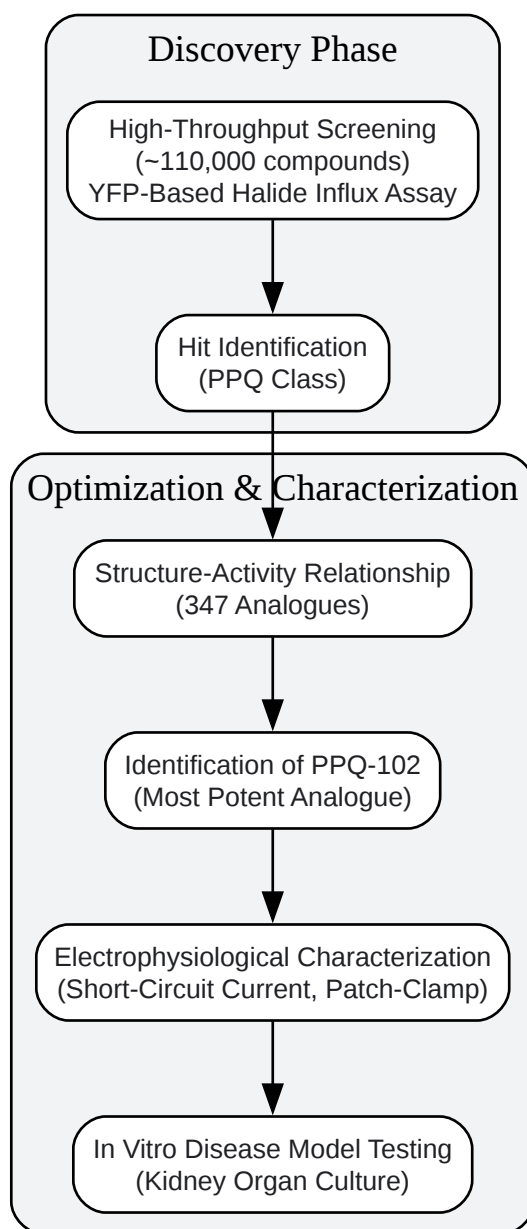 Discovery Phase
High-Throughput Screening
(~110,000 compounds)
YFP-Based Halide Influx Assay
Hit Identification
(PPQ Class)
Optimization & Characterization
Structure-Activity Relationship
(347 Analogues)
Identification of PPQ-102
(Most Potent Analogue)
Electrophysiological Characterization
(Short-Circuit Current, Patch-Clamp)
In Vitro Disease Model Testing
(Kidney Organ Culture)